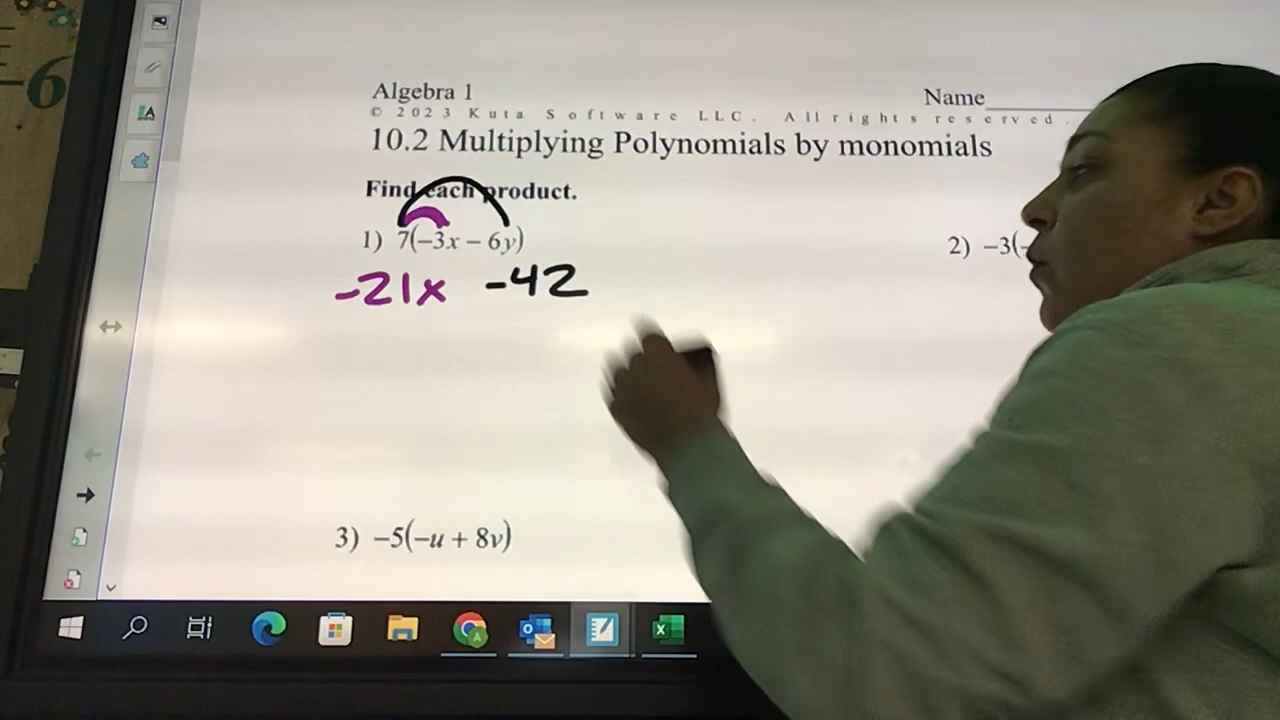 -6
Algebra 1
Name
© 2023 Kuta Software LLC. All rights reserved.
10.2 Multiplying Polynomials by monomials
Find each product.
1) 7(−3x − 6y)
2) −3(
-21x -42
3) −5(−u + 8v)